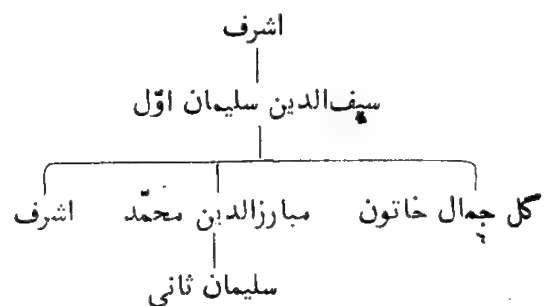 اشرف
سیف‌الدین سلیمان اوّل
گل جمال خاتون مبارزالدین محمّد اشرف
سلیمان ثانی